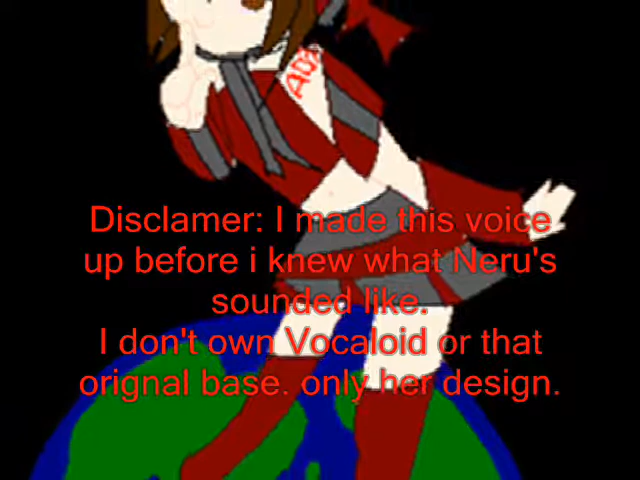 Disclamer: I made this voice
up before i knew what Neru's
sounded like.
I don't own Vocaloid or that
orignal base. only her design.